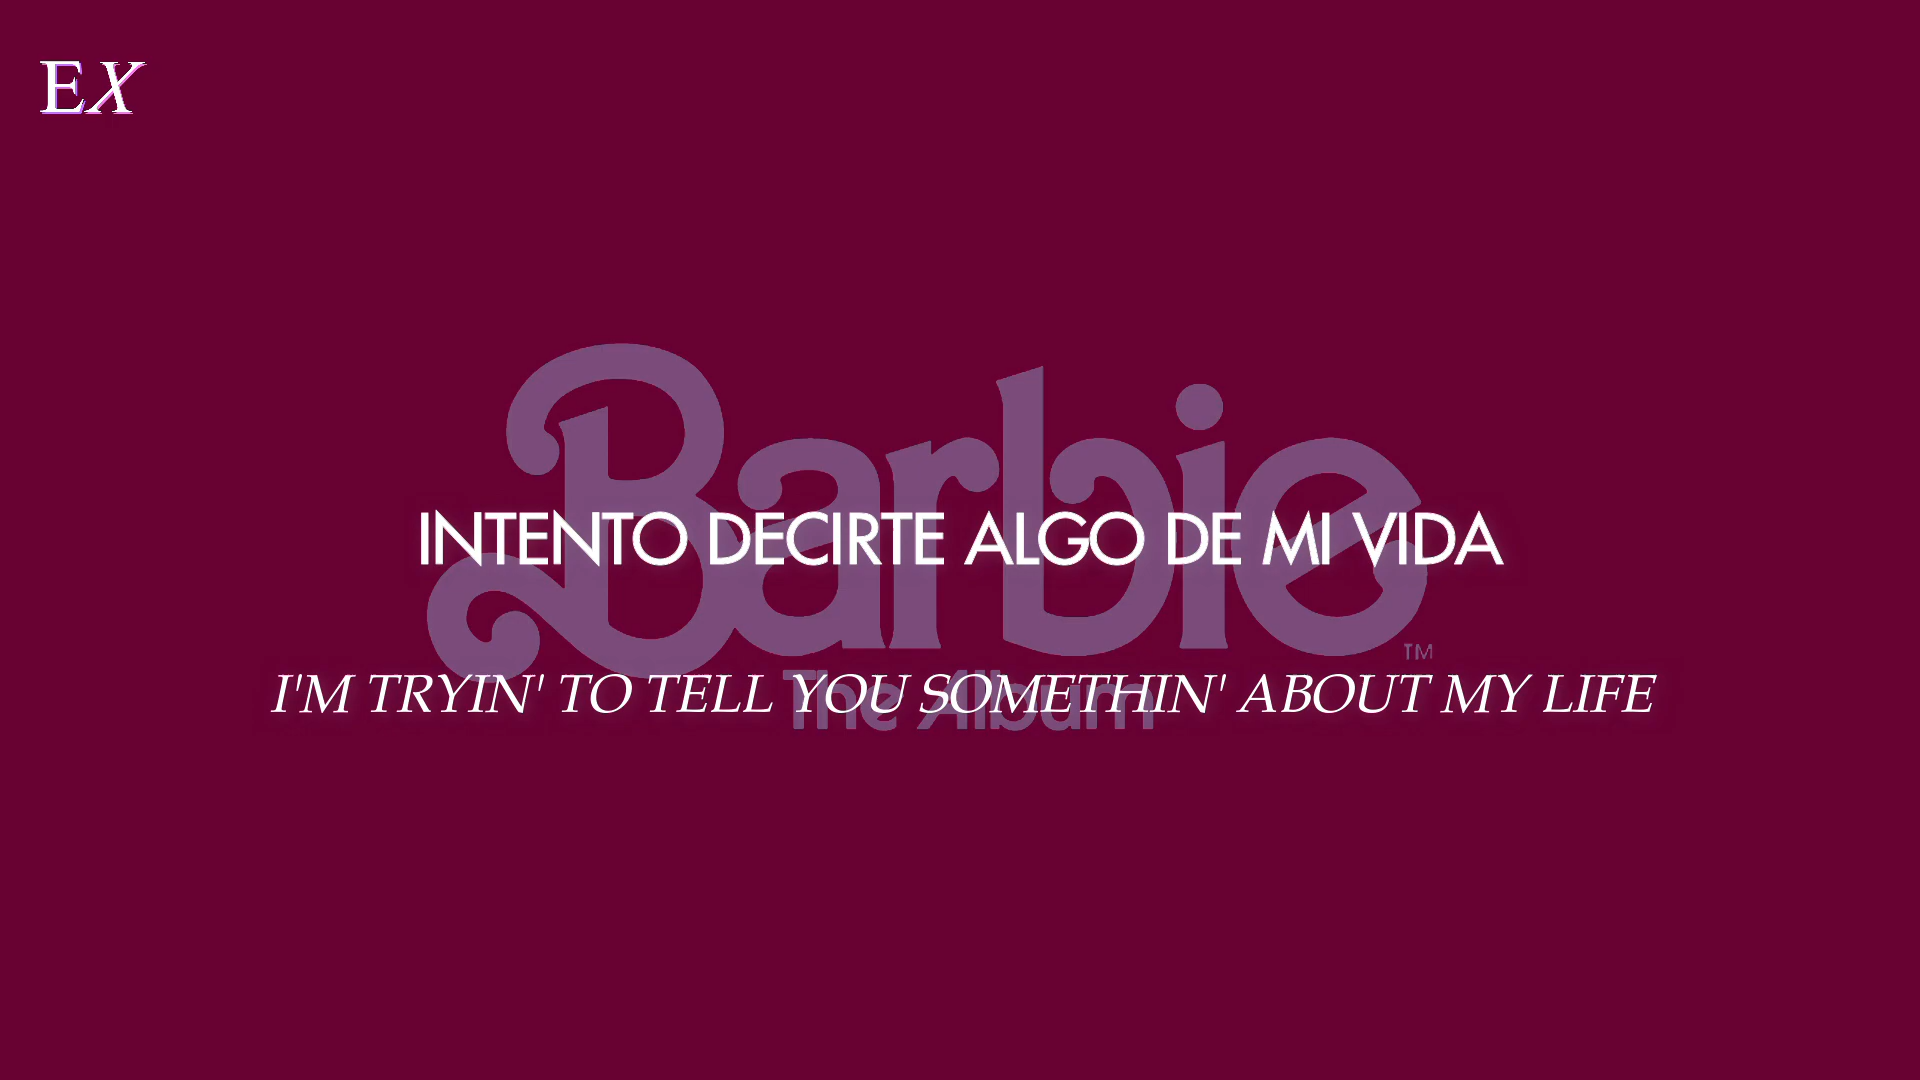 EX
Barbie
INTENTO DECIRTE ALGO DE MI VIDA
TM
The Album
I'M TRYIN' TO TELL YOU SOMETHIN' ABOUT MY LIFE